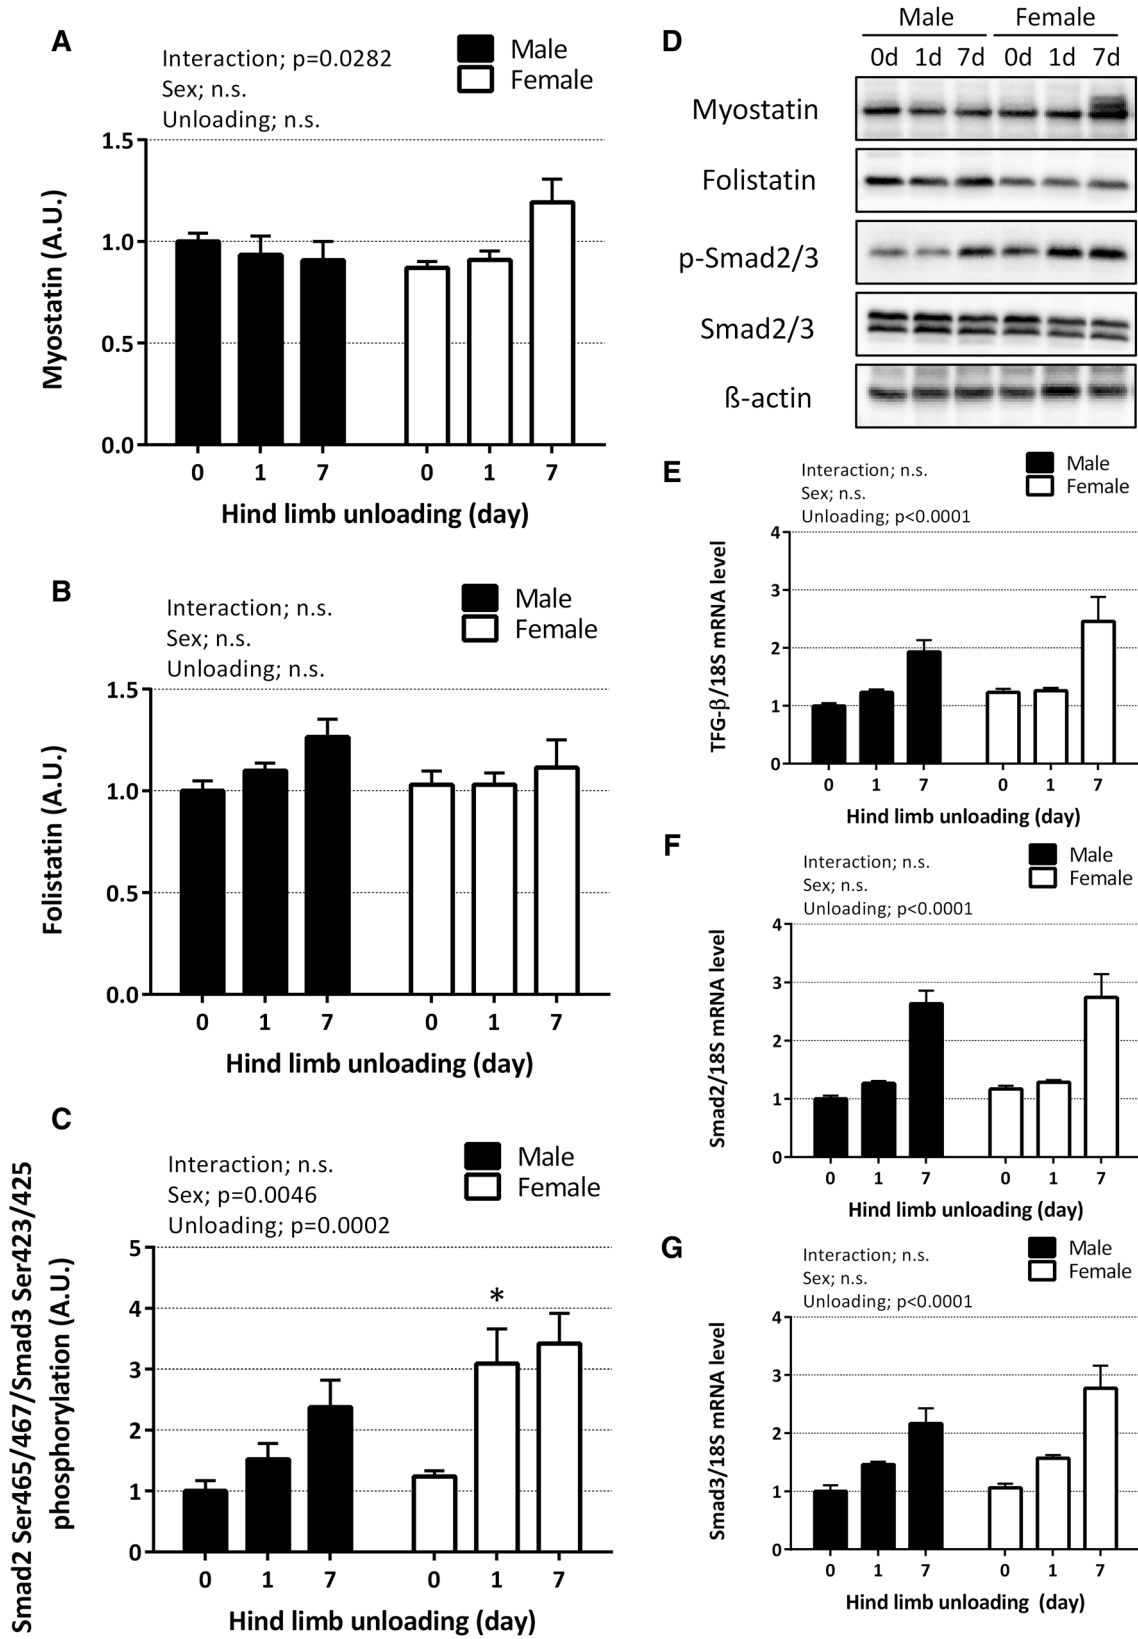 A
Interaction; p=0.0282
Sex; n.s.
Unloading; n.s.
Male
Female
Myostatin (A.U.)
1.5
1.0
0.5
0.0
0 1 7 0 1 7
Hind limb unloading (day)
B
Interaction; n.s.
Sex; n.s.
Unloading; n.s.
Male
Female
Folistatin (A.U.)
1.5
1.0
0.5
0.0
0 1 7 0 1 7
Hind limb unloading (day)
C
Interaction; n.s.
Sex; p=0.0046
Unloading; p=0.0002
Male
Female
Smad2 Ser465/467/Smad3 Ser423/425
phosphorylation (A.U.)
5
4
3
2
1
0
*
0 1 7 0 1 7
Hind limb unloading (day)
D
Male Female
0d 1d 7d 0d 1d 7d
Myostatin
Folistatin
p-Smad2/3
Smad2/3
ß-actin
E
Interaction; n.s.
Sex; n.s.
Unloading; p<0.0001
Male
Female
TFG-β/18S mRNA level
4
3
2
1
0
0 1 7 0 1 7
Hind limb unloading (day)
F
Interaction; n.s.
Sex; n.s.
Unloading; p<0.0001
Male
Female
Smad2/18S mRNA level
4
3
2
1
0
0 1 7 0 1 7
Hind limb unloading (day)
G
Interaction; n.s.
Sex; n.s.
Unloading; p<0.0001
Male
Female
Smad3/18S mRNA level
4
3
2
1
0
0 1 7 0 1 7
Hind limb unloading (day)